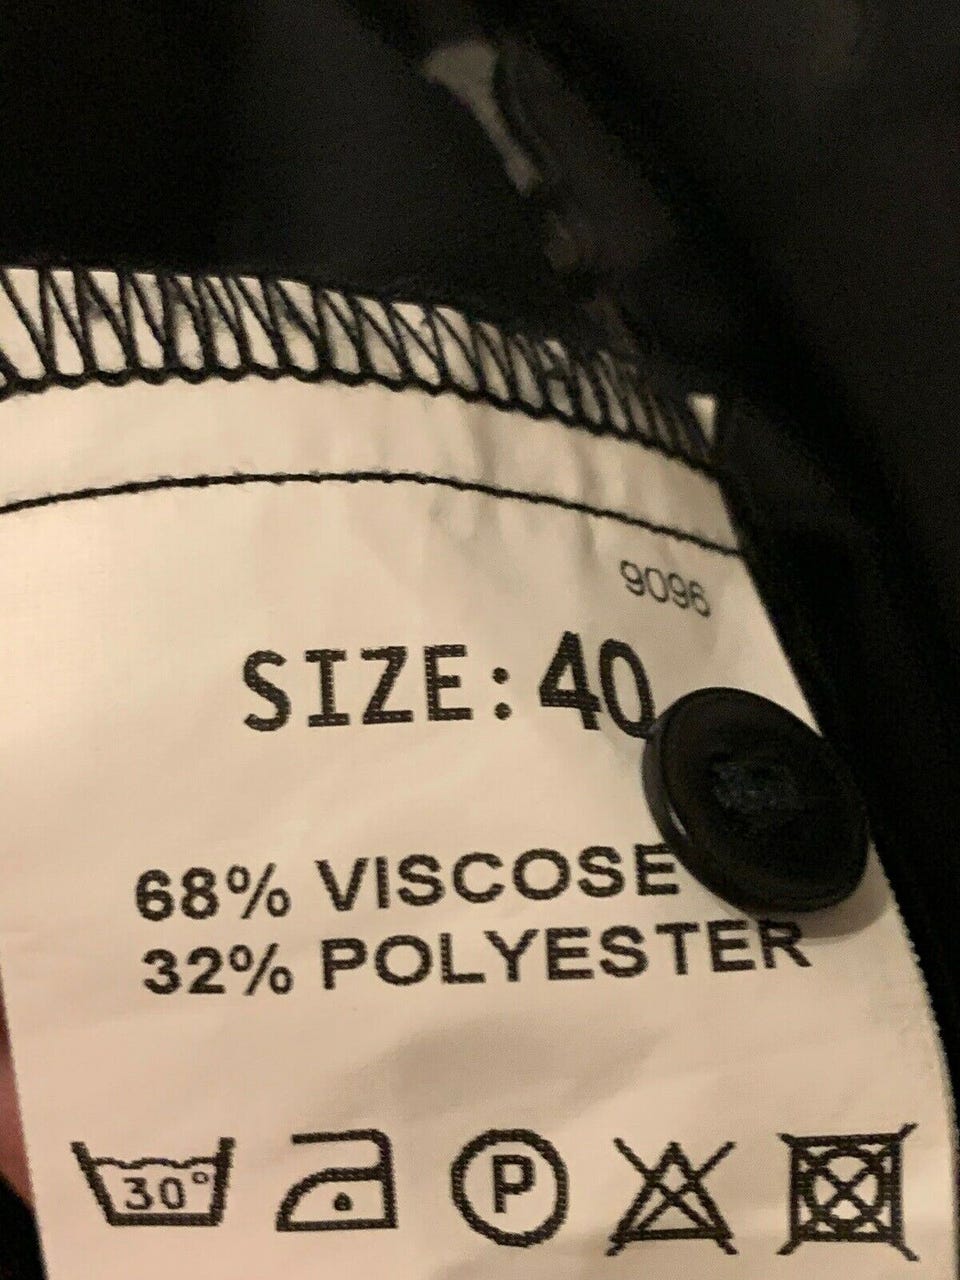 9096
SIZE: 40
68% VISCOSE
32% POLYESTER
30°
P